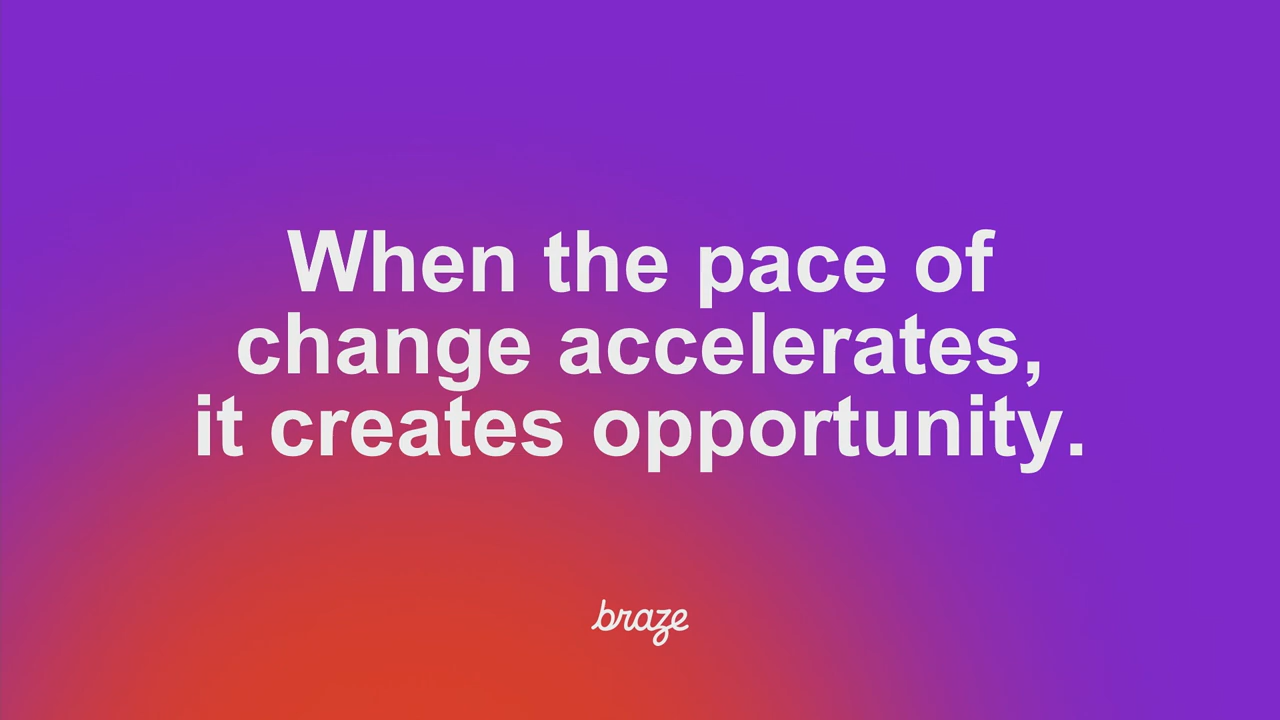 When the pace of
change accelerates,
it creates opportunity.
braze